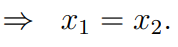 ⇒ x₁ = x₂.